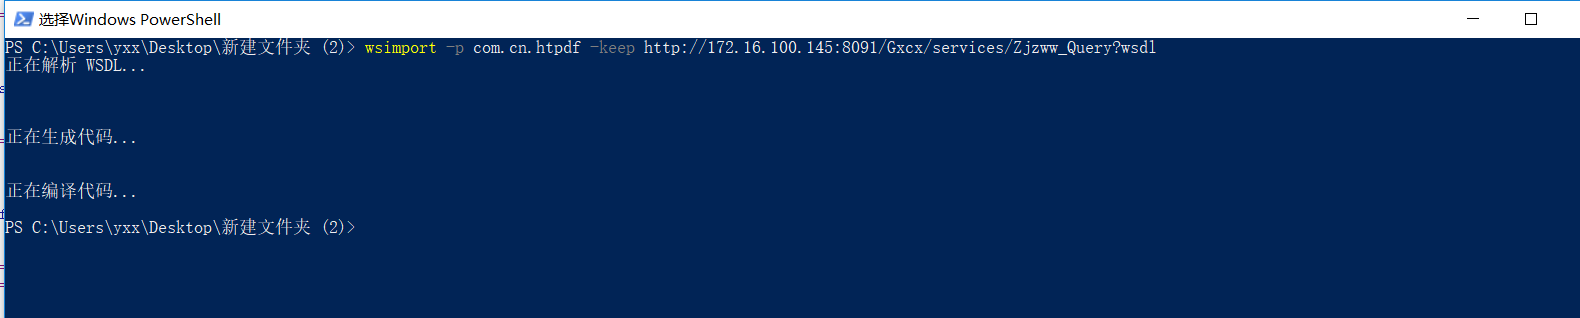 选择Windows PowerShell
PS C:\Users\yxx\Desktop\新建文件夹 (2)> wsimport -p com.cn.htpdf -keep http://172.16.100.145:8091/Gxcx/services/Zjzww_Query?wsdl
正在解析 WSDL...
正在生成代码...
正在编译代码...
PS C:\Users\yxx\Desktop\新建文件夹 (2)>